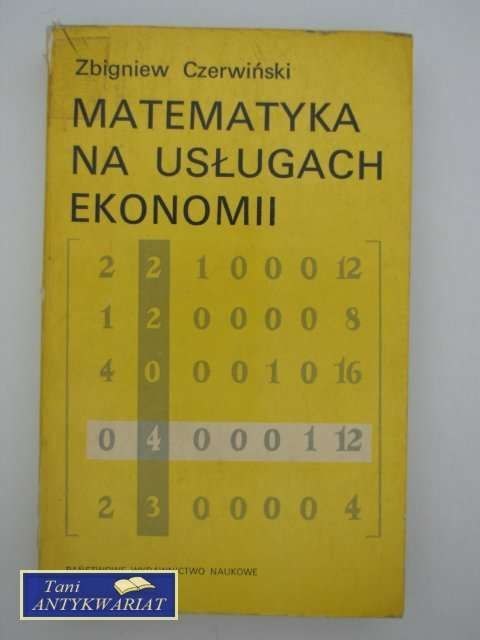 Zbigniew Czerwiński
MATEMATYKA
NA USŁUGACH
EKONOMII
2 2 1 0 0 0 12
1 2 0 0 0 0 8
4 0 0 0 1 0 16
0 4 0 0 0 1 12
2 3 0 0 0 0 4
PAŃSTWOWE WYDAWNICTWO NAUKOWE
Tani
ANTYKWARIAT